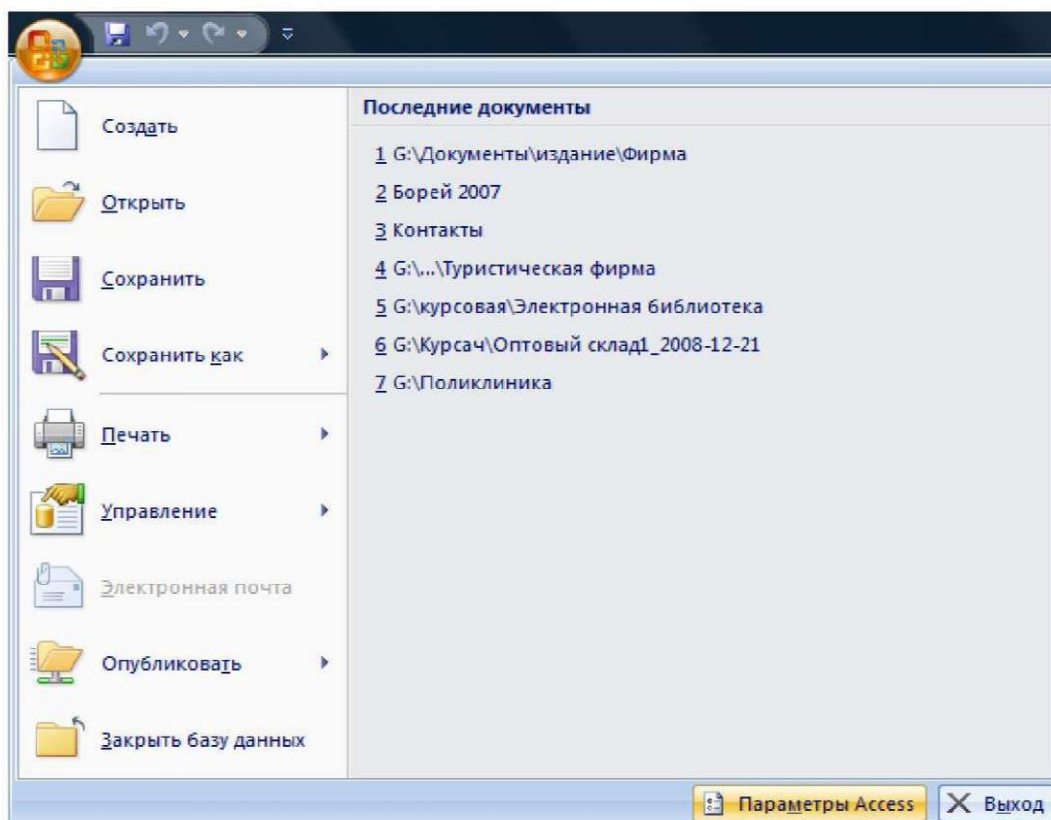 Создать
Открыть
Сохранить
Сохранить как
Печать
Управление
Электронная почта
Опубликовать
Закрыть базу данных
Последние документы
1 G:\Документы\издание\Фирма
2 Борей 2007
3 Контакты
4 G:\...\Туристическая фирма
5 G:\курсовая\Электронная библиотека
6 G:\Курсач\Оптовый склад1_2008-12-21
7 G:\Поликлиника
Параметры Access
Выход